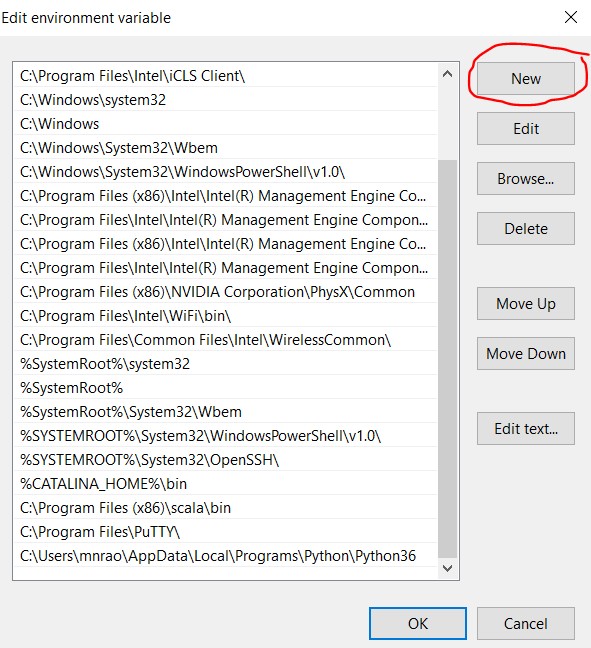 Edit environment variable
C:\Program Files\Intel\iCLS Client\
C:\Windows\system32
C:\Windows
C:\Windows\System32\Wbem
C:\Windows\System32\WindowsPowerShell\v1.0\
C:\Program Files (x86)\Intel\Intel(R) Management Engine Co...
C:\Program Files\Intel\Intel(R) Management Engine Compon...
C:\Program Files (x86)\Intel\Intel(R) Management Engine Co...
C:\Program Files\Intel\Intel(R) Management Engine Compon...
C:\Program Files (x86)\NVIDIA Corporation\PhysX\Common
C:\Program Files\Intel\WiFi\bin\
C:\Program Files\Common Files\Intel\WirelessCommon\
%SystemRoot%\system32
%SystemRoot%
%SystemRoot%\System32\Wbem
%SYSTEMROOT%\System32\WindowsPowerShell\v1.0\
%SYSTEMROOT%\System32\OpenSSH\
%CATALINA_HOME%\bin
C:\Program Files (x86)\scala\bin
C:\Program Files\PuTTY\
C:\Users\mnrao\AppData\Local\Programs\Python\Python36
New
Edit
Browse...
Delete
Move Up
Move Down
Edit text...
OK
Cancel